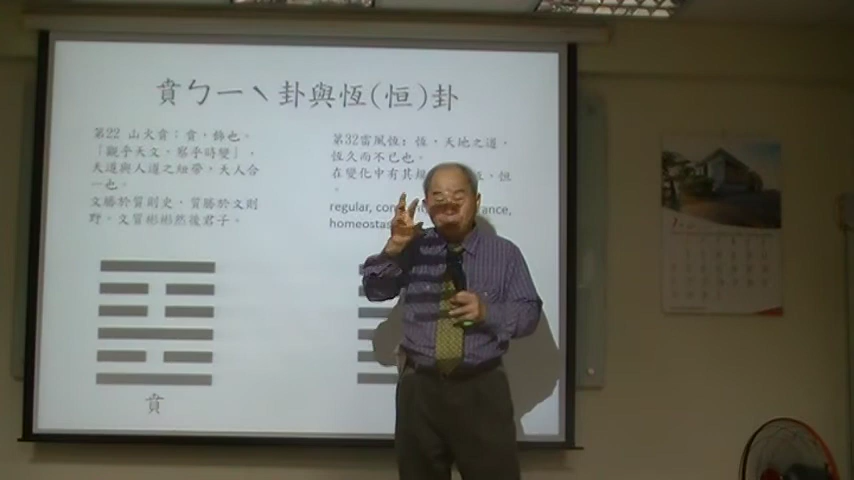 賁ㄅㄧㄟˋ卦與恆(恒)卦
第22 山火賁：賁，飾也。
「觀乎天文，察乎時變」，
天道與人道之紐帶，大人合
一也。
文勝於質則史，質勝於文則
野。文質彬彬然後君子。
第32雷風恆：恆，天地之道，
恆久而不已也。
在變化中有其
恒
。
regular,
homeostas
賁